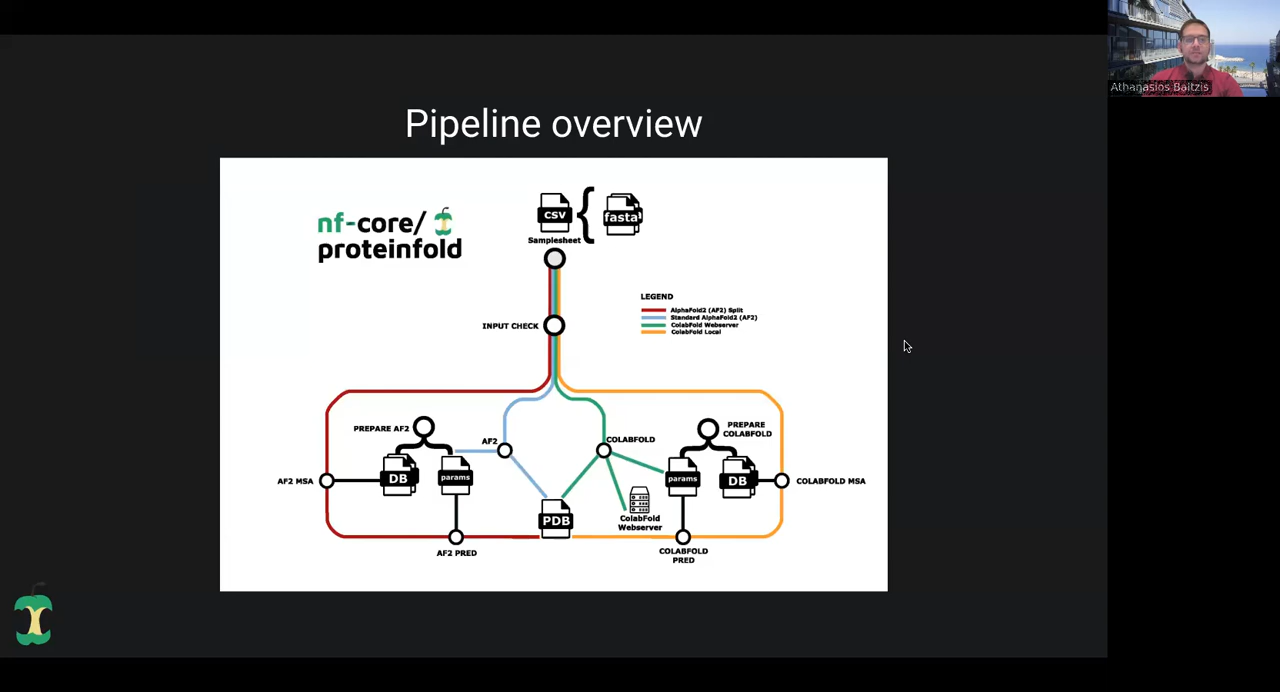 Athanasios Baltzis
Pipeline overview
nf-core/
proteinfold
CSV
fasta
Samplesheet
INPUT CHECK
LEGEND
AlphaFold2 (AF2) Split
Standard AlphaFold2 (AF2)
ColabFold Webserver
ColabFold Local
PREPARE AF2
AF2
COLABFOLD
PREPARE
COLABFOLD
AF2 MSA
DB
params
params
DB
COLABFOLD MSA
PDB
ColabFold
Webserver
AF2 PRED
COLABFOLD
PRED